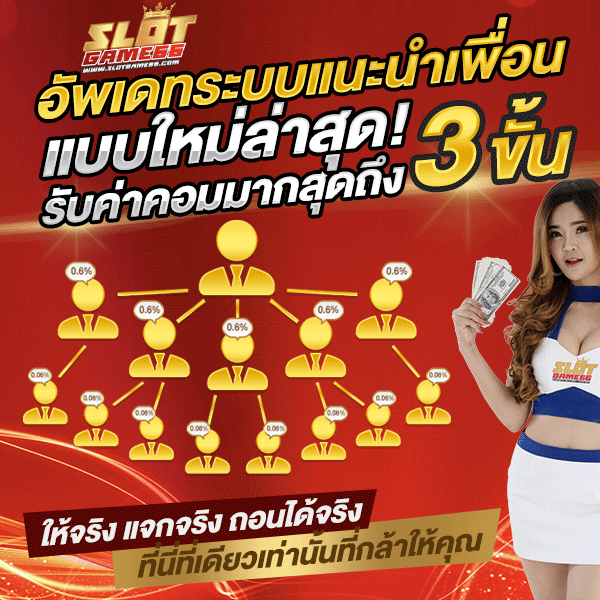 SLOT
GAME66
WWW.SLOTGAME66.COM
อัพเดทระบบแนะนำเพื่อน
แบบใหม่ล่าสุด!
รับค่าคอมมากสุดถึง 3 ขั้น
0.6% 0.6%
0.6% 0.6%
0.6%
0.06% 0.06%
0.06% 0.06%
0.06% 0.06%
0.06% 0.06%
SLOT
GAME66
ให้จริง แจกจริง ถอนได้จริง
ที่นี่ที่เดียวเท่านั้นที่กล้าให้คุณ